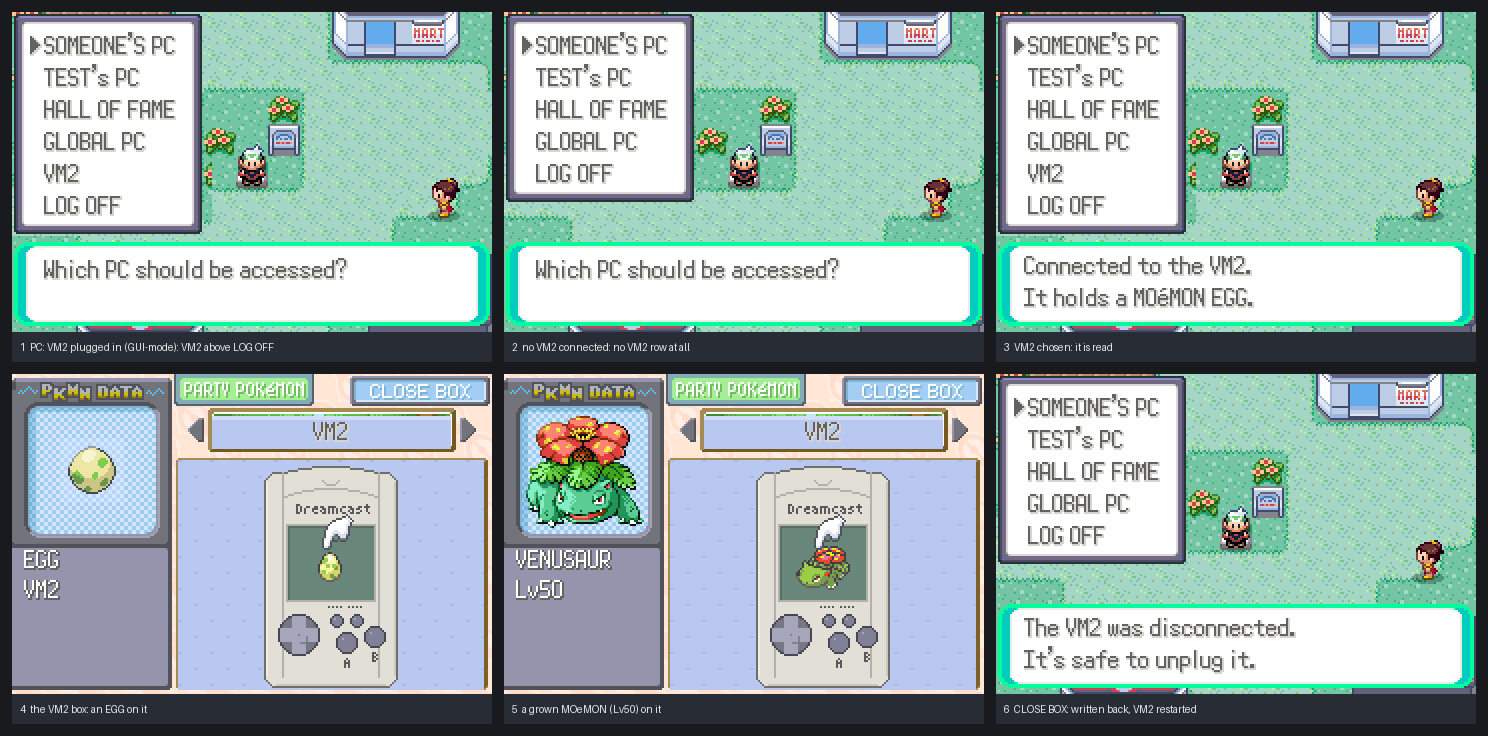 SOMEONE'S PC
TEST's PC
HALL OF FAME
GLOBAL PC
VM2
LOG OFF
MART
Which PC should be accessed?
1 PC: VM2 plugged in (GUI-mode): VM2 above LOG OFF
SOMEONE'S PC
TEST's PC
HALL OF FAME
GLOBAL PC
LOG OFF
MART
Which PC should be accessed?
2 no VM2 connected: no VM2 row at all
SOMEONE'S PC
TEST's PC
HALL OF FAME
GLOBAL PC
VM2
LOG OFF
MART
Connected to the VM2.
It holds a MOéMON EGG.
3 VM2 chosen: it is read
PKMN DATA
PARTY POKéMON
CLOSE BOX
VM2
Dreamcast
A
B
EGG
VM2
4 the VM2 box: an EGG on it
PKMN DATA
PARTY POKéMON
CLOSE BOX
VM2
Dreamcast
A
B
VENUSAUR
Lv50
5 a grown MOeMON (Lv50) on it
SOMEONE'S PC
TEST's PC
HALL OF FAME
GLOBAL PC
LOG OFF
MART
The VM2 was disconnected.
It's safe to unplug it.
6 CLOSE BOX: written back, VM2 restarted